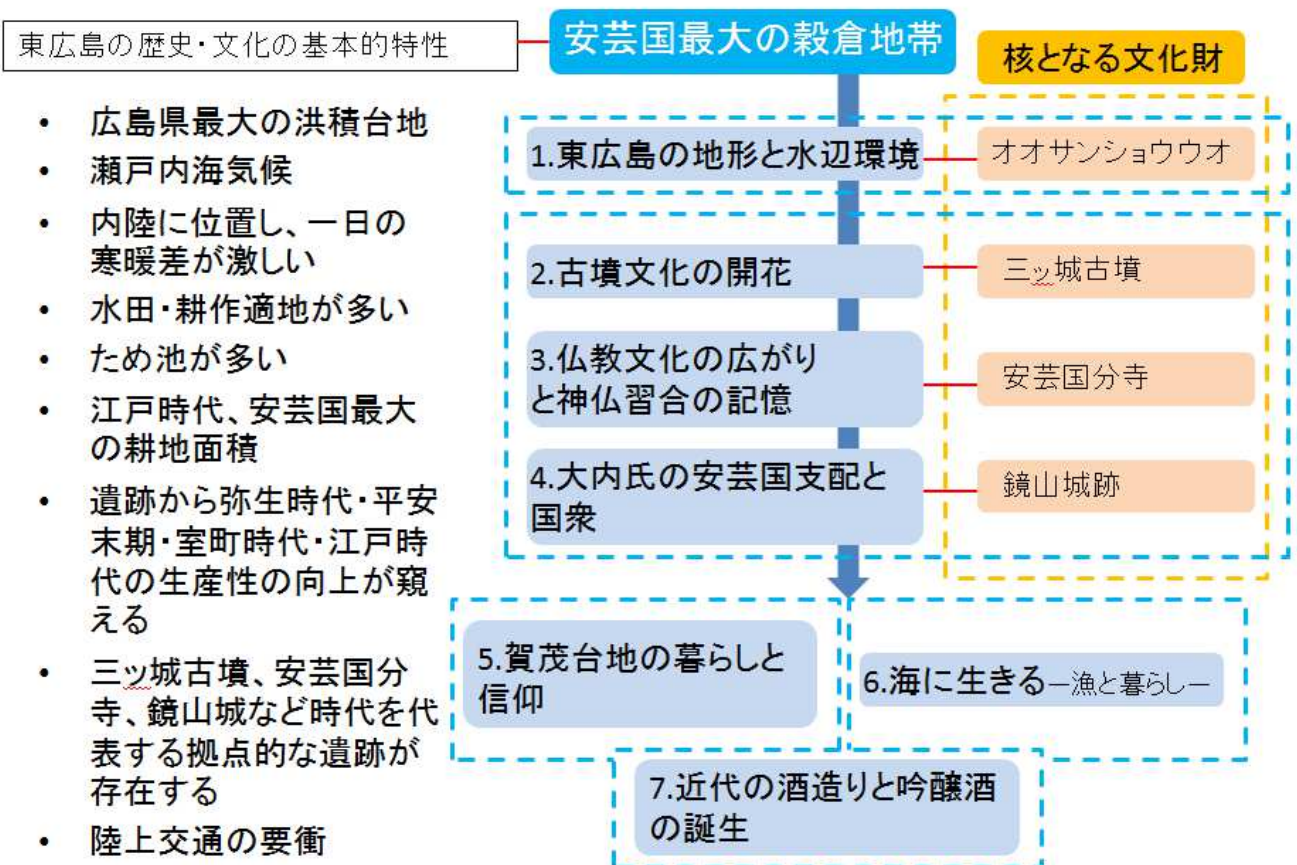 東広島の歴史・文化の基本的特性
安芸国最大の穀倉地帯
核となる文化財
• 広島県最大の洪積台地
• 瀬戸内海気候
• 内陸に位置し、一日の
寒暖差が激しい
• 水田・耕作適地が多い
• ため池が多い
• 江戸時代、安芸国最大
の耕地面積
• 遺跡から弥生時代・平安
末期・室町時代・江戸時
代の生産性の向上が窺
える
• 三ッ城古墳、安芸国分
寺、鏡山城など時代を代
表する拠点的な遺跡が
存在する
• 陸上交通の要衝
1.東広島の地形と水辺環境
オオサンショウウオ
2.古墳文化の開花
三ッ城古墳
3.仏教文化の広がり
と神仏習合の記憶
安芸国分寺
4.大内氏の安芸国支配と
国衆
鏡山城跡
5.賀茂台地の暮らしと
信仰
6.海に生きる―漁と暮らし―
7.近代の酒造りと吟醸酒
の誕生